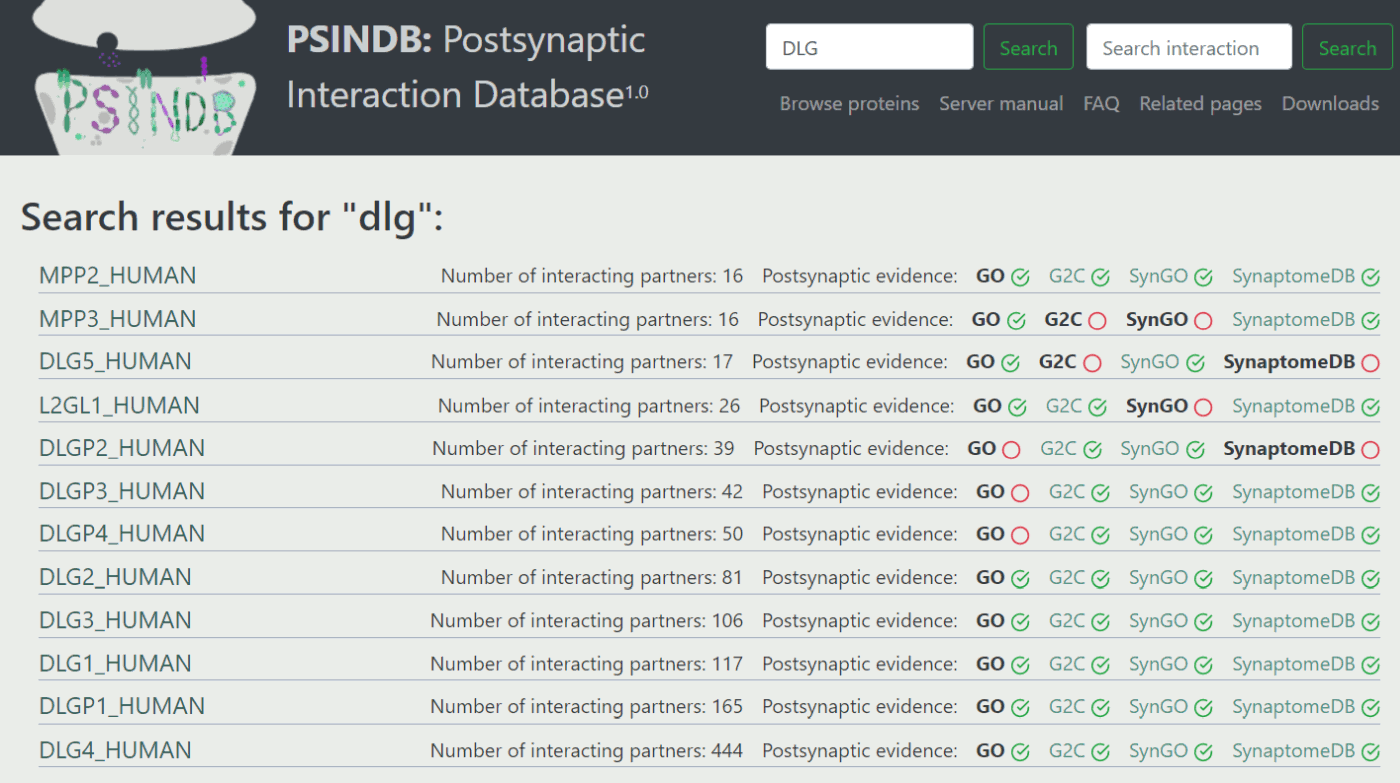 PSINDB
PSINDB: Postsynaptic
Interaction Database1.0
DLG Search Search interaction Search
Browse proteins Server manual FAQ Related pages Downloads
Search results for "dlg":
MPP2_HUMAN Number of interacting partners: 16 Postsynaptic evidence: GO G2C SynGO SynaptomeDB
MPP3_HUMAN Number of interacting partners: 16 Postsynaptic evidence: GO G2C SynGO SynaptomeDB
DLG5_HUMAN Number of interacting partners: 17 Postsynaptic evidence: GO G2C SynGO SynaptomeDB
L2GL1_HUMAN Number of interacting partners: 26 Postsynaptic evidence: GO G2C SynGO SynaptomeDB
DLGP2_HUMAN Number of interacting partners: 39 Postsynaptic evidence: GO G2C SynGO SynaptomeDB
DLGP3_HUMAN Number of interacting partners: 42 Postsynaptic evidence: GO G2C SynGO SynaptomeDB
DLGP4_HUMAN Number of interacting partners: 50 Postsynaptic evidence: GO G2C SynGO SynaptomeDB
DLG2_HUMAN Number of interacting partners: 81 Postsynaptic evidence: GO G2C SynGO SynaptomeDB
DLG3_HUMAN Number of interacting partners: 106 Postsynaptic evidence: GO G2C SynGO SynaptomeDB
DLG1_HUMAN Number of interacting partners: 117 Postsynaptic evidence: GO G2C SynGO SynaptomeDB
DLGP1_HUMAN Number of interacting partners: 165 Postsynaptic evidence: GO G2C SynGO SynaptomeDB
DLG4_HUMAN Number of interacting partners: 444 Postsynaptic evidence: GO G2C SynGO SynaptomeDB